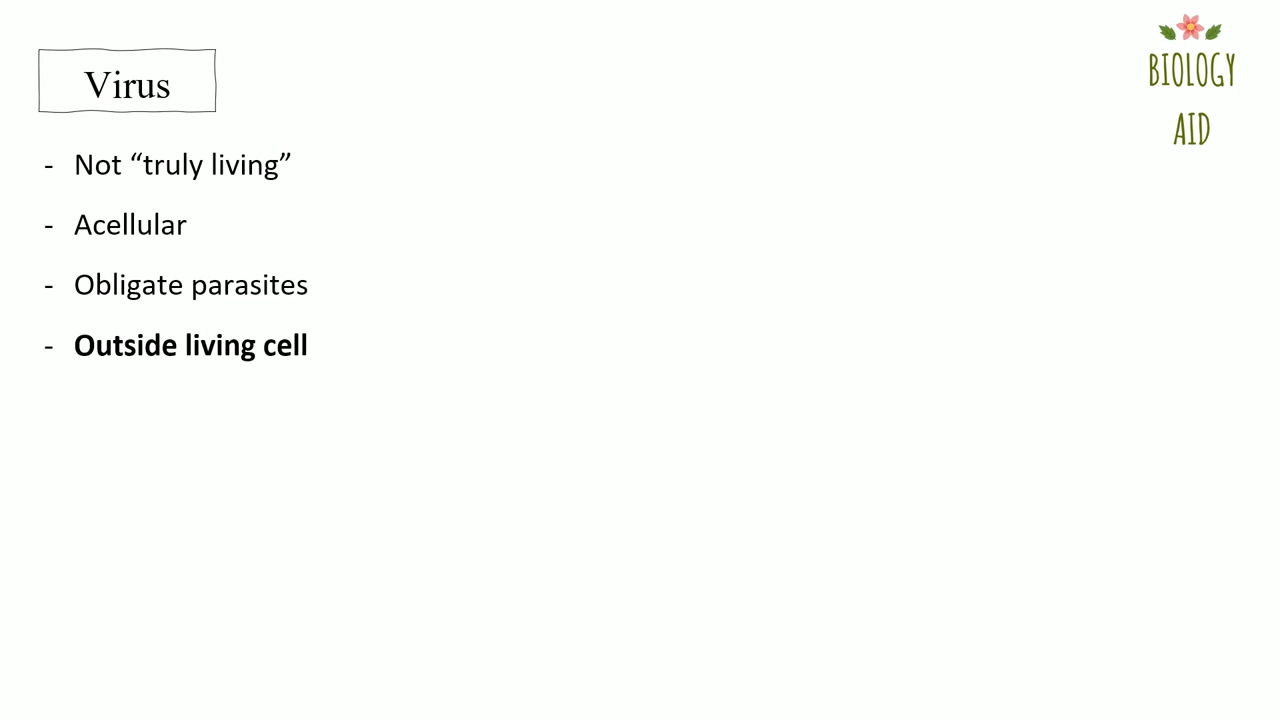 Virus
- Not “truly living”
- Acellular
- Obligate parasites
- Outside living cell
BIOLOGY
AID